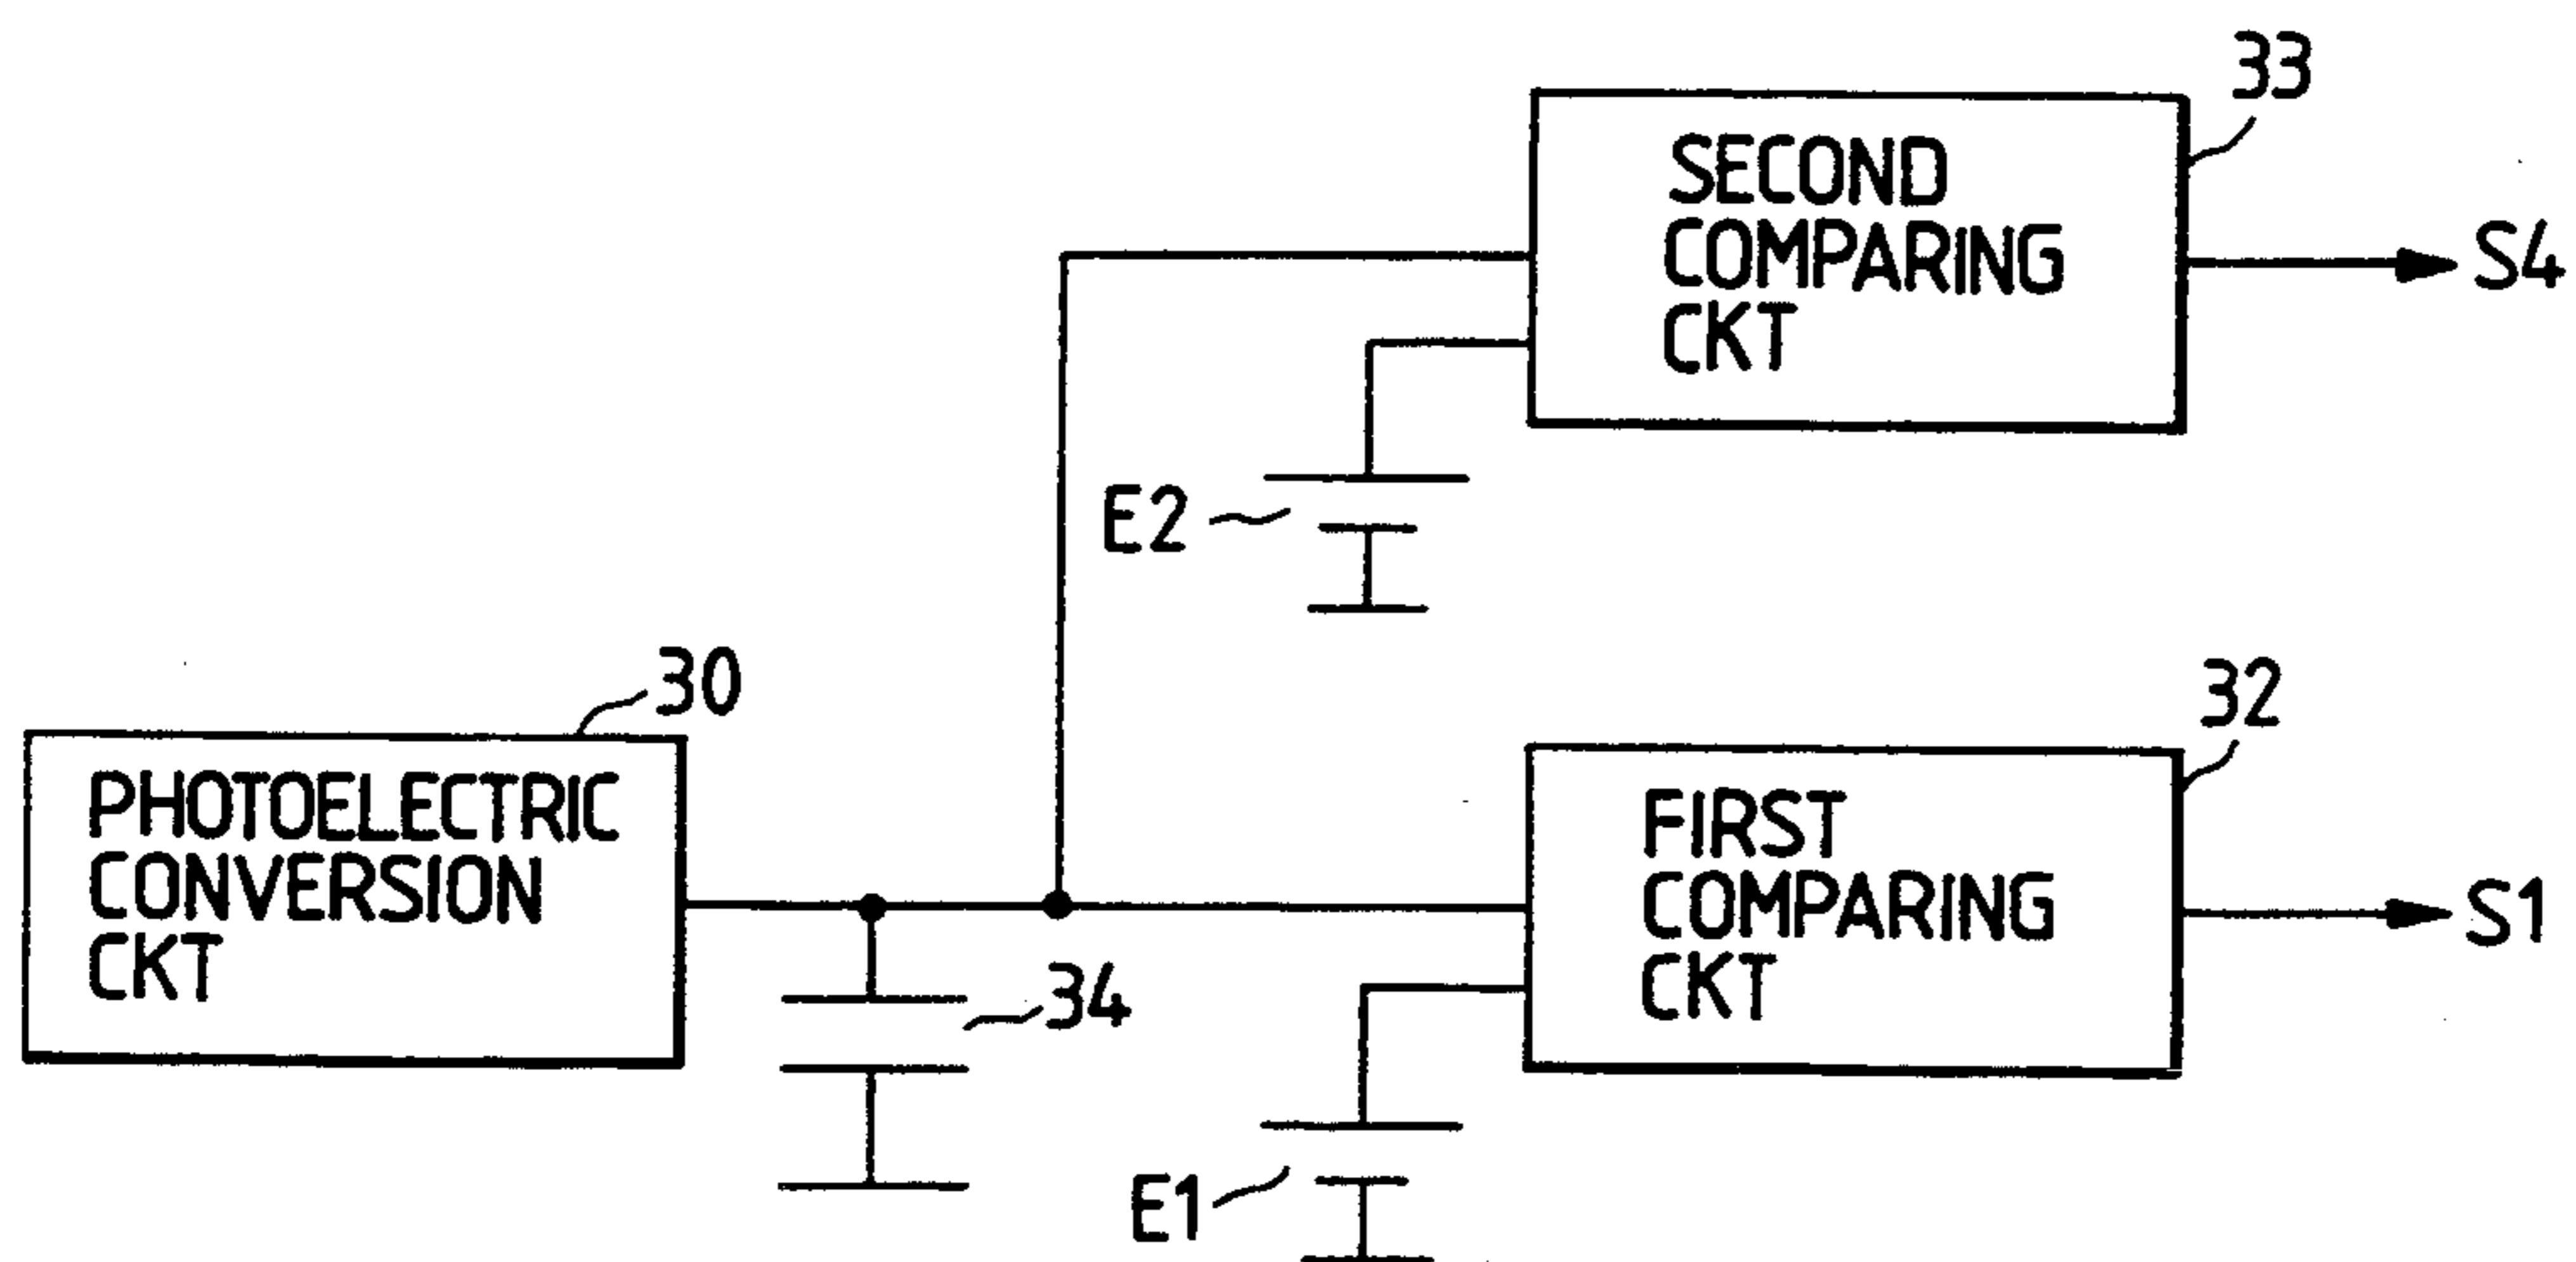 33
SECOND
COMPARING
CKT
S4
E2
30
PHOTOELECTRIC
CONVERSION
CKT
34
32
FIRST
COMPARING
CKT
S1
E1